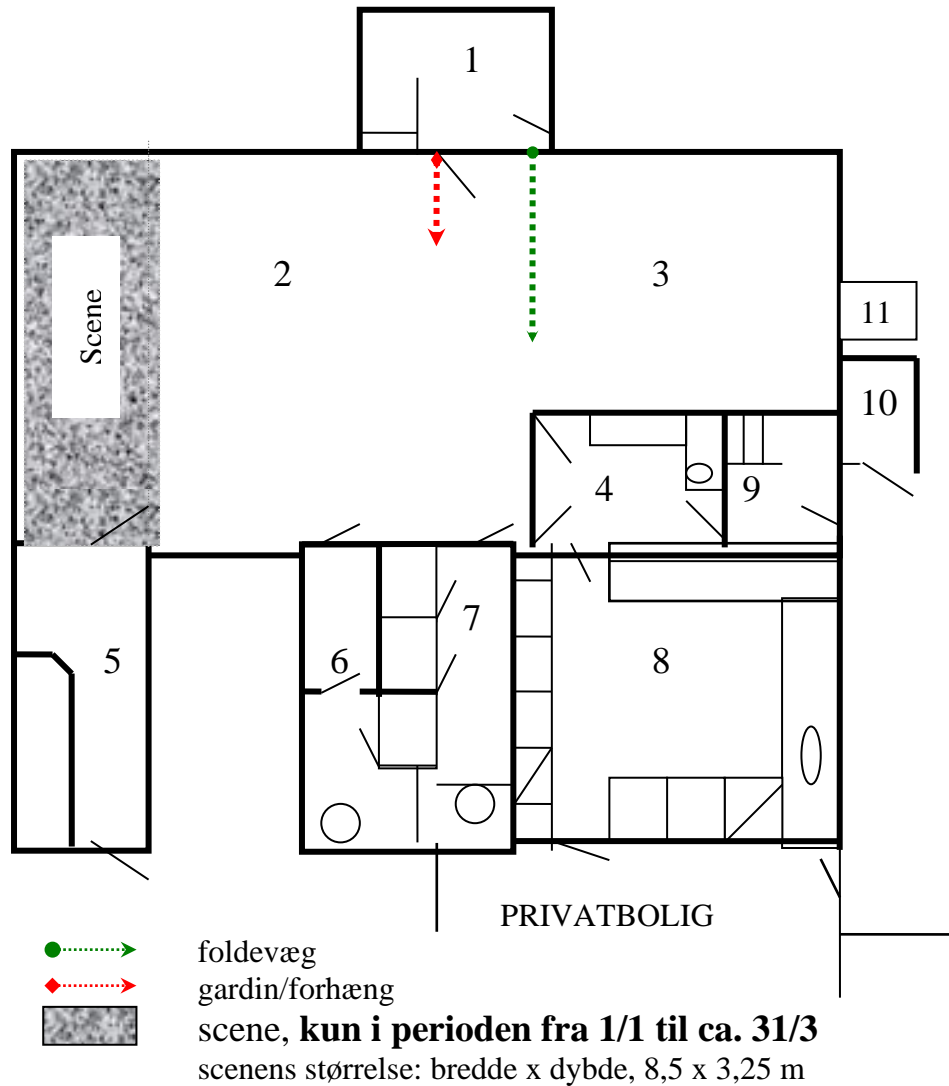 1
2
3
Scene
11
10
4
9
5
6
7
8
PRIVATBOLIG
foldevæg
gardin/forhæng
scene, kun i perioden fra 1/1 til ca. 31/3
scenens størrelse: bredde x dybde, 8,5 x 3,25 m